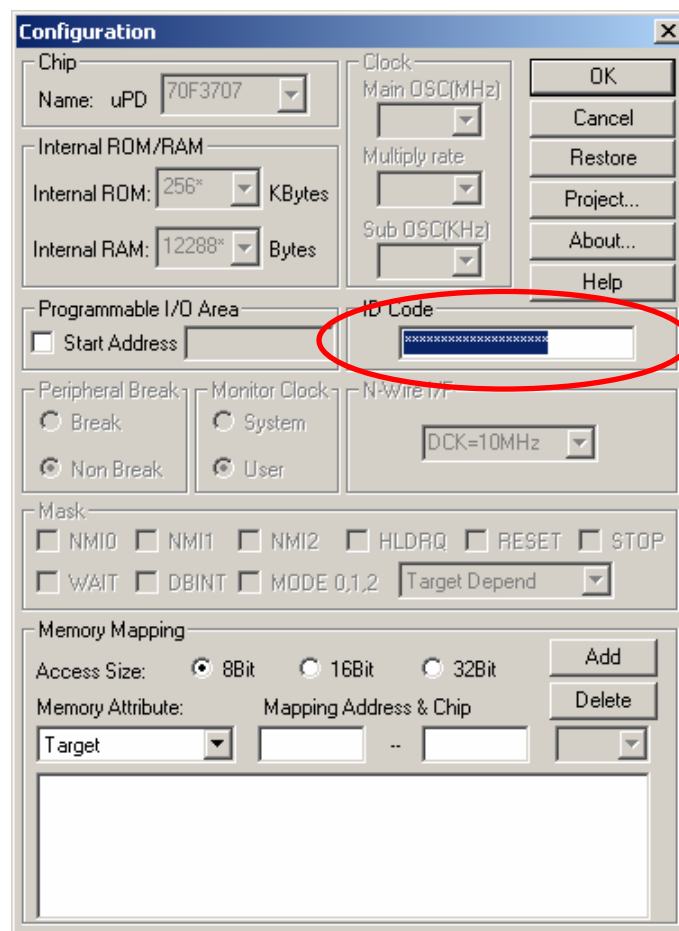 Configuration
Chip
Name: uPD 70F3707
Internal ROM/RAM
Internal ROM: 256* KBytes
Internal RAM: 12288* Bytes
Clock
Main OSC(MHz)
Multiply rate
Sub OSC(KHz)
OK
Cancel
Restore
Project...
About...
Help
Programmable I/O Area
Start Address
ID Code
********************
Peripheral Break
Break
Non Break
Monitor Clock
System
User
N-Wire I/F
DCK=10MHz
Mask
NMI0 NMI1 NMI2 HLDRQ RESET STOP
WAIT DBINT MODE 0,1,2 Target Depend
Memory Mapping
Access Size: 8Bit 16Bit 32Bit
Add
Memory Attribute: Mapping Address & Chip
Delete
Target --